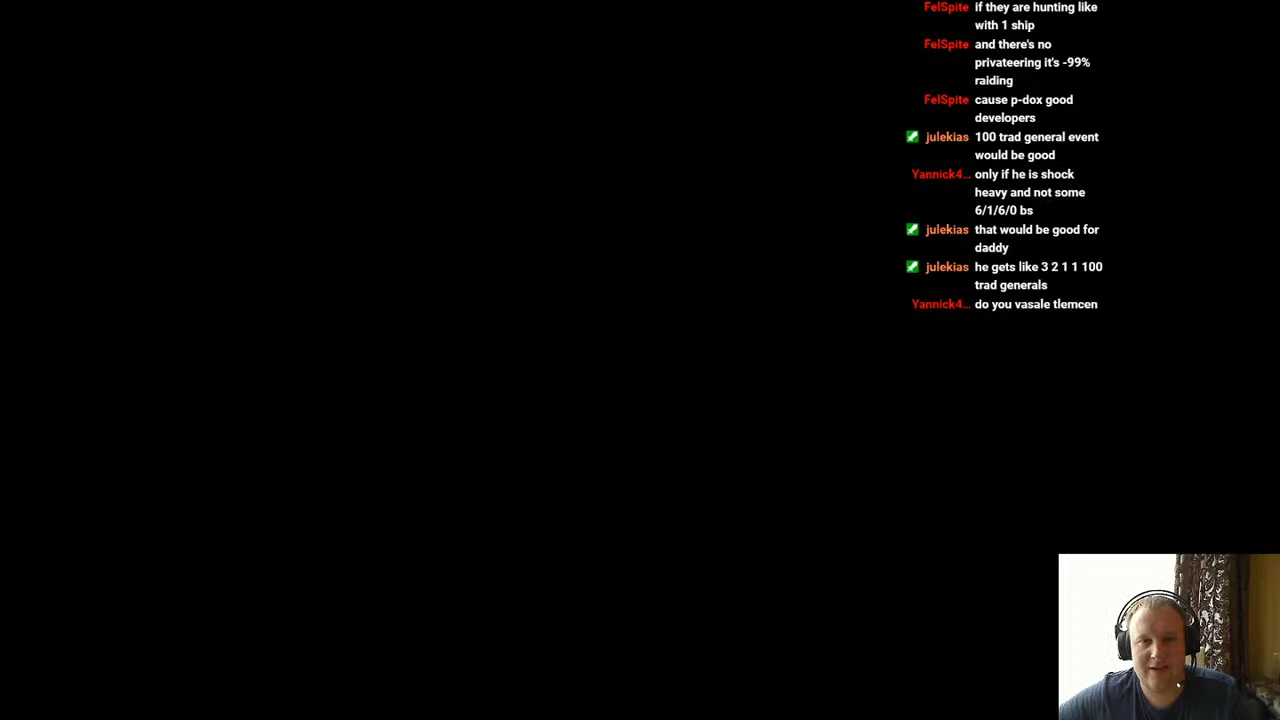 FelSpite if they are hunting like
with 1 ship
FelSpite and there's no
privateering it's -99%
raiding
FelSpite cause p-dox good
developers
julekias 100 trad general event
would be good
Yannick4... only if he is shock
heavy and not some
6/1/6/0 bs
julekias that would be good for
daddy
julekias he gets like 3 2 1 1 100
trad generals
Yannick4... do you vasale tlemcen